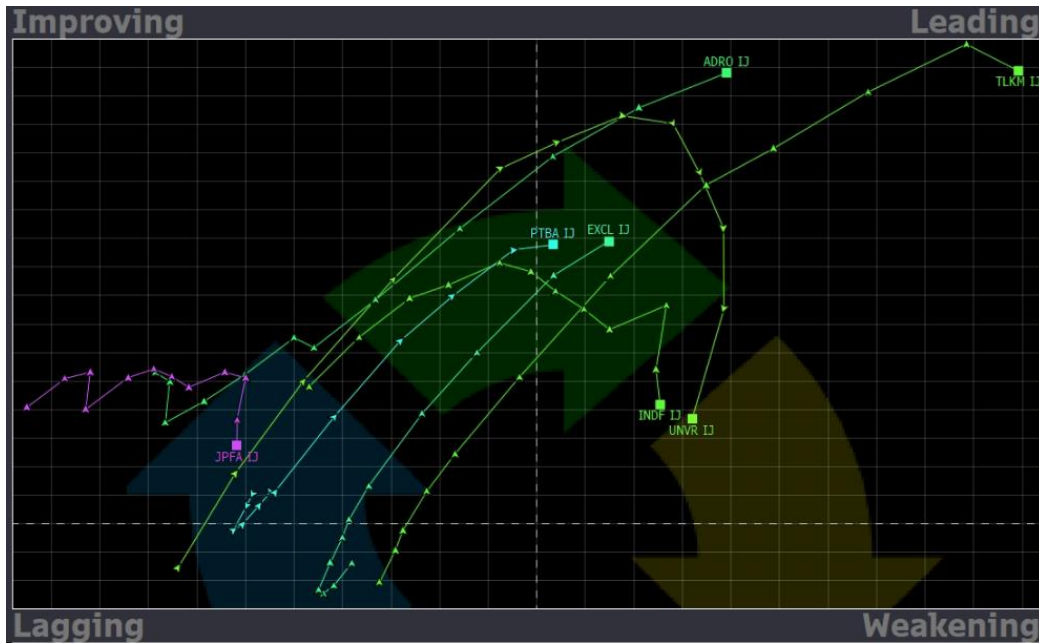 Improving
Leading
ADRO IJ
TLKM IJ
PTBA IJ
EXCL IJ
INDF IJ
UNVR IJ
JPFA IJ
Lagging
Weakening